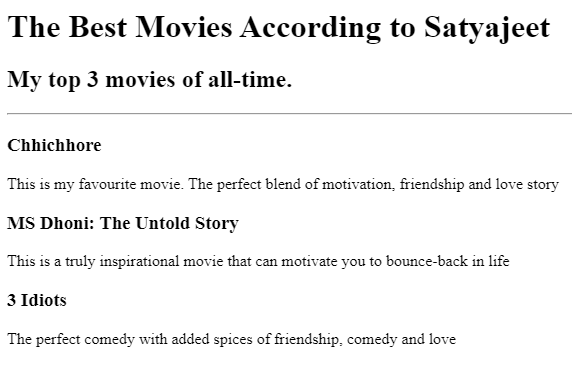 The Best Movies According to Satyajeet
My top 3 movies of all-time.
Chhichhore
This is my favourite movie. The perfect blend of motivation, friendship and love story
MS Dhoni: The Untold Story
This is a truly inspirational movie that can motivate you to bounce-back in life
3 Idiots
The perfect comedy with added spices of friendship, comedy and love